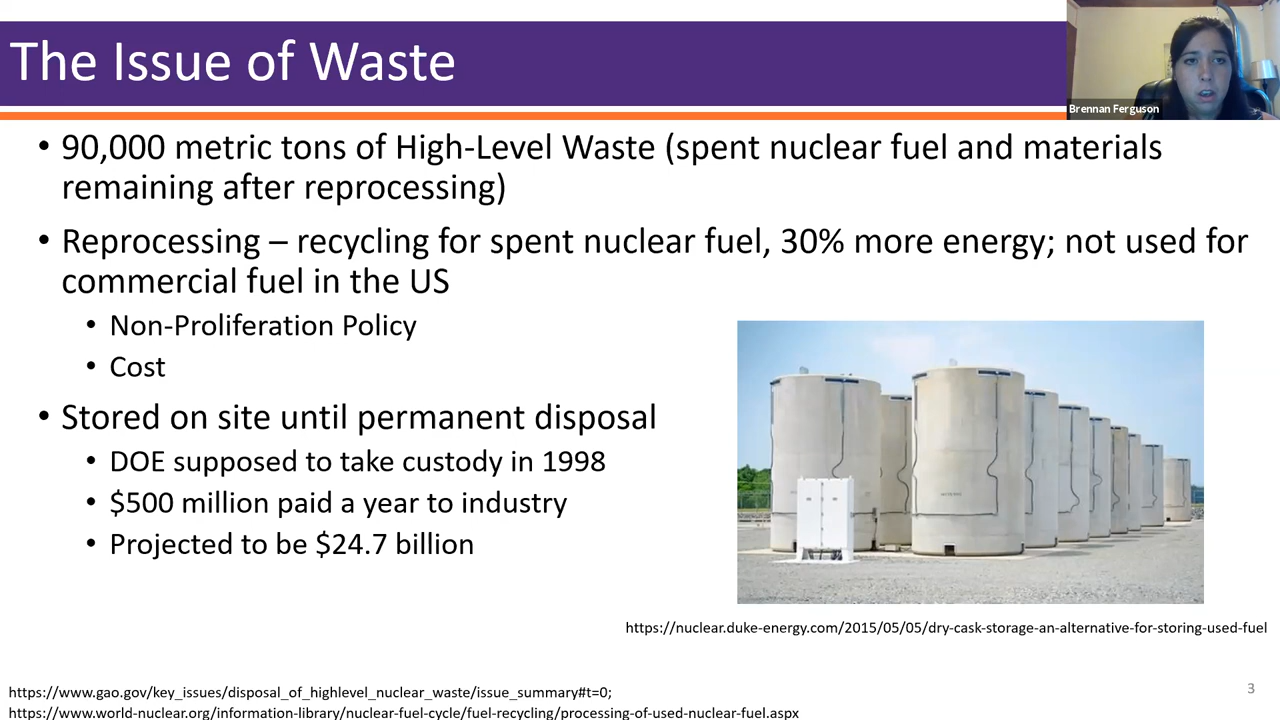 The Issue of Waste
Brennan Ferguson
• 90,000 metric tons of High-Level Waste (spent nuclear fuel and materials
remaining after reprocessing)
• Reprocessing – recycling for spent nuclear fuel, 30% more energy; not used for
commercial fuel in the US
• Non-Proliferation Policy
• Cost
• Stored on site until permanent disposal
• DOE supposed to take custody in 1998
• $500 million paid a year to industry
• Projected to be $24.7 billion
https://nuclear.duke-energy.com/2015/05/05/dry-cask-storage-an-alternative-for-storing-used-fuel
https://www.gao.gov/key_issues/disposal_of_highlevel_nuclear_waste/issue_summary#t=0;
https://www.world-nuclear.org/information-library/nuclear-fuel-cycle/fuel-recycling/processing-of-used-nuclear-fuel.aspx
3